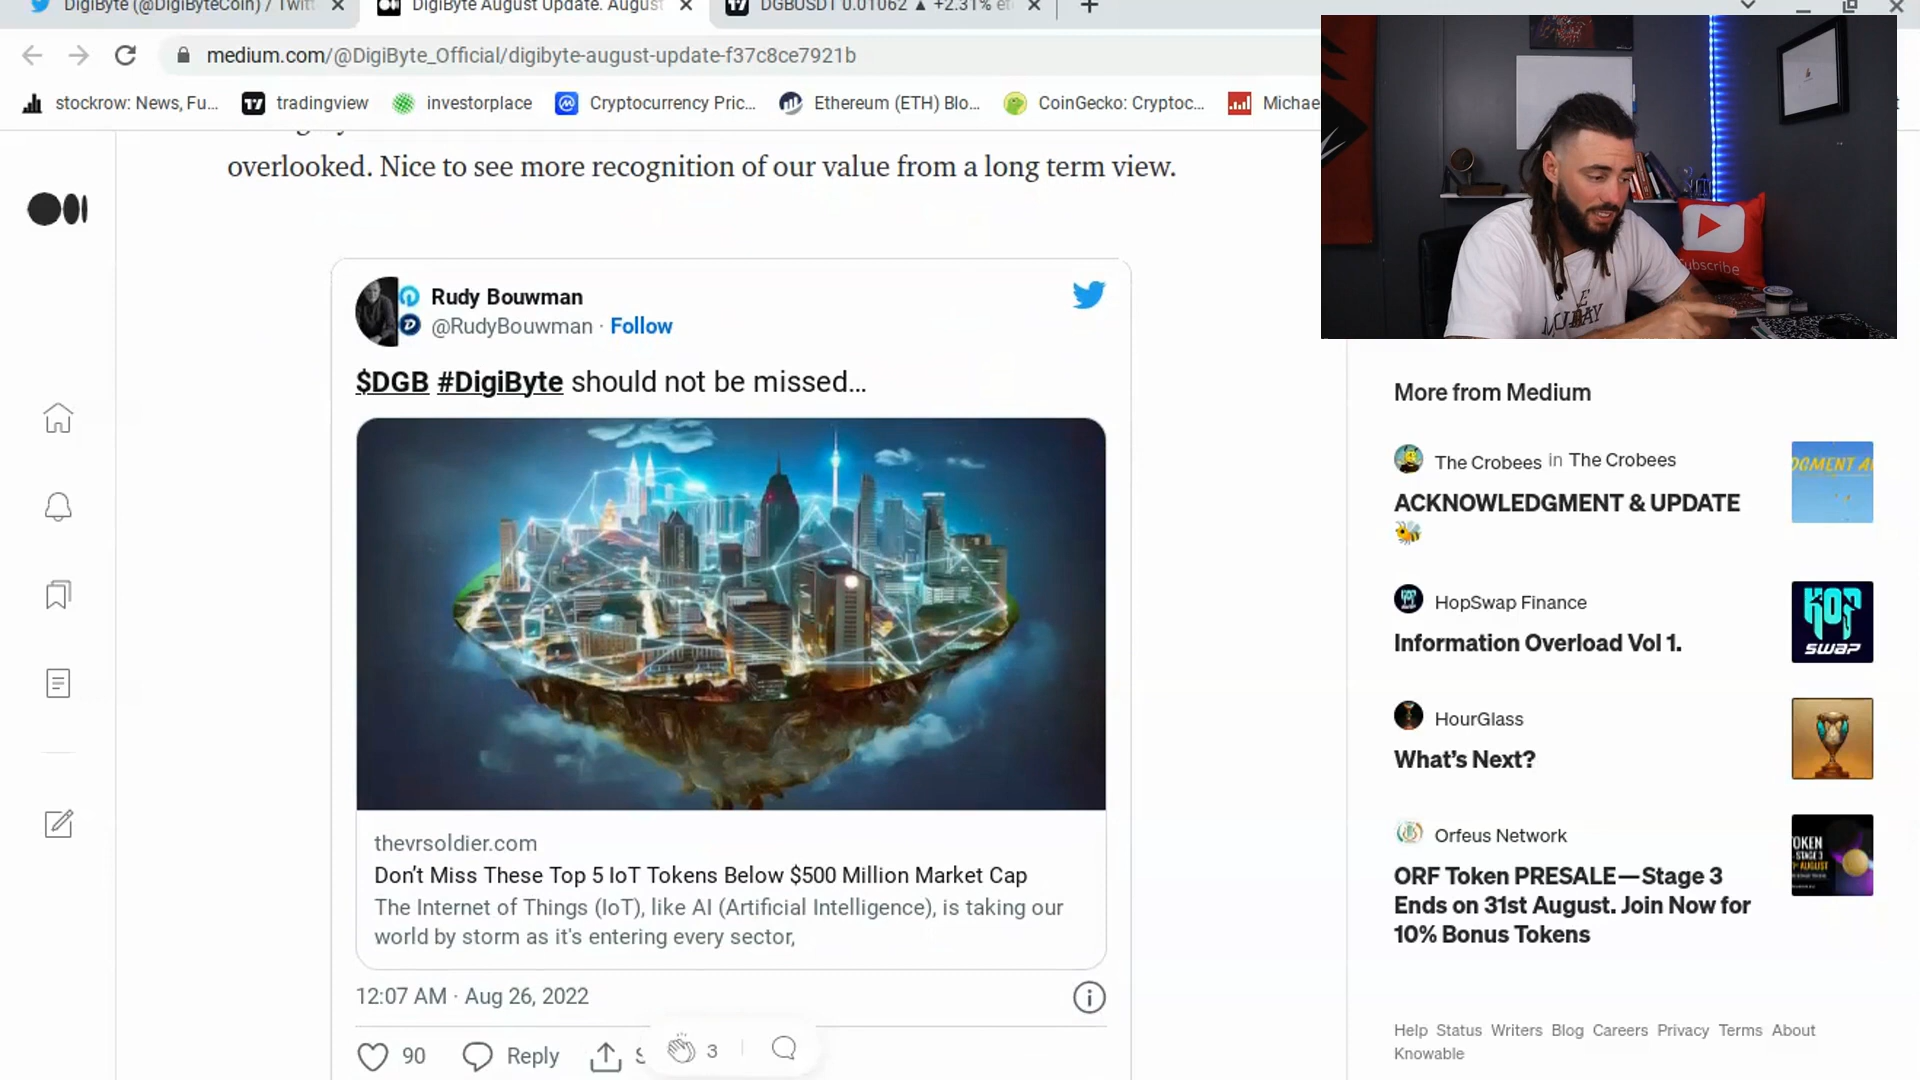 DigiByte (@DigiByteCoin) / Twitt
DigiByte August Update. August
DGBUSDT 0.01062 ▲ +2.31%
medium.com/@DigiByte_Official/digibyte-august-update-f37c8ce7921b
stockrow: News, Fu...
tradingview
investorplace
Cryptocurrency Pric...
Ethereum (ETH) Blo...
CoinGecko: Cryptoc...
Michae
overlooked. Nice to see more recognition of our value from a long term view.
Rudy Bouwman
@RudyBouwman · Follow
$DGB #DigiByte should not be missed...
thevrsoldier.com
Don't Miss These Top 5 IoT Tokens Below $500 Million Market Cap
The Internet of Things (IoT), like AI (Artificial Intelligence), is taking our
world by storm as it's entering every sector,
12:07 AM · Aug 26, 2022
90
Reply
3
Subscribe
More from Medium
The Crobees in The Crobees
ACKNOWLEDGMENT & UPDATE
🐝
HopSwap Finance
Information Overload Vol 1.
HOP
SWAP
HourGlass
What's Next?
Orfeus Network
ORF Token PRESALE—Stage 3
Ends on 31st August. Join Now for
10% Bonus Tokens
Help Status Writers Blog Careers Privacy Terms About
Knowable